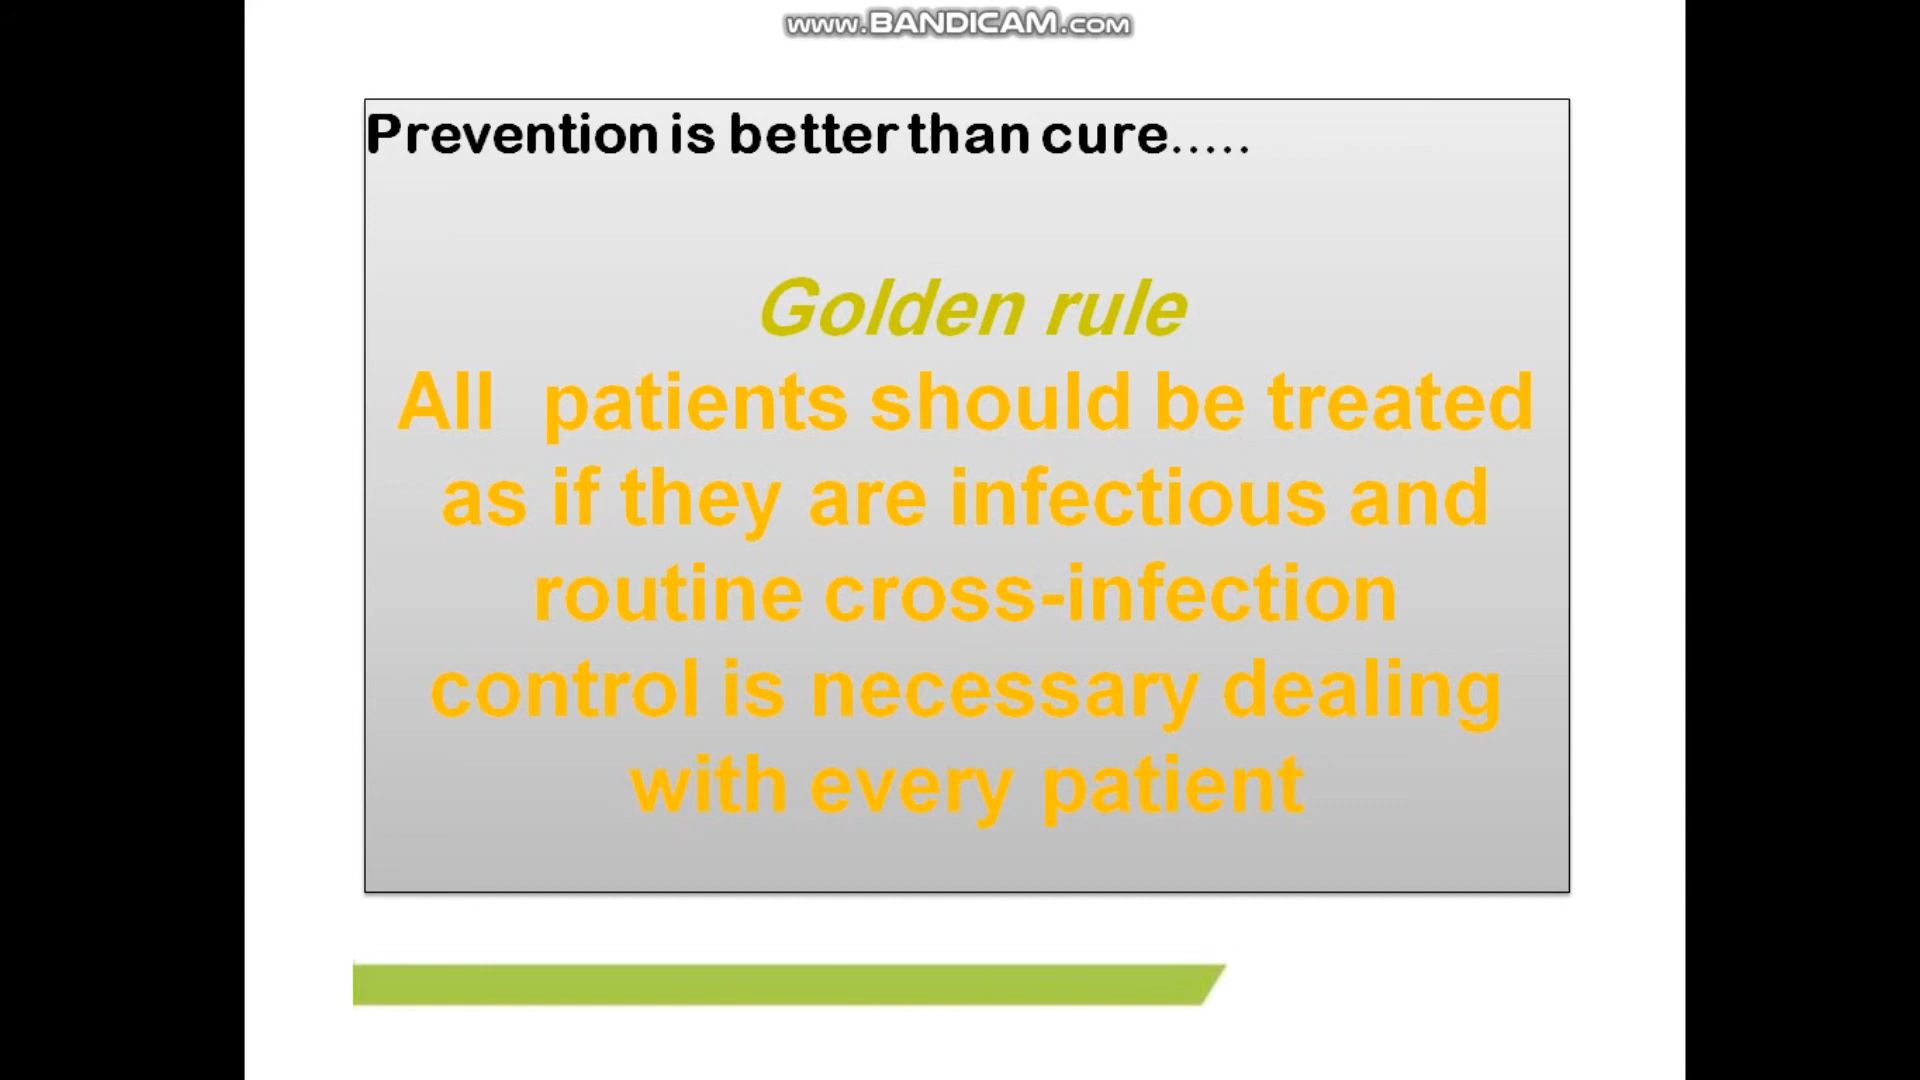 www.BANDICAM.com
Prevention is better than cure.....
Golden rule
All patients should be treated
as if they are infectious and
routine cross-infection
control is necessary dealing
with every patient